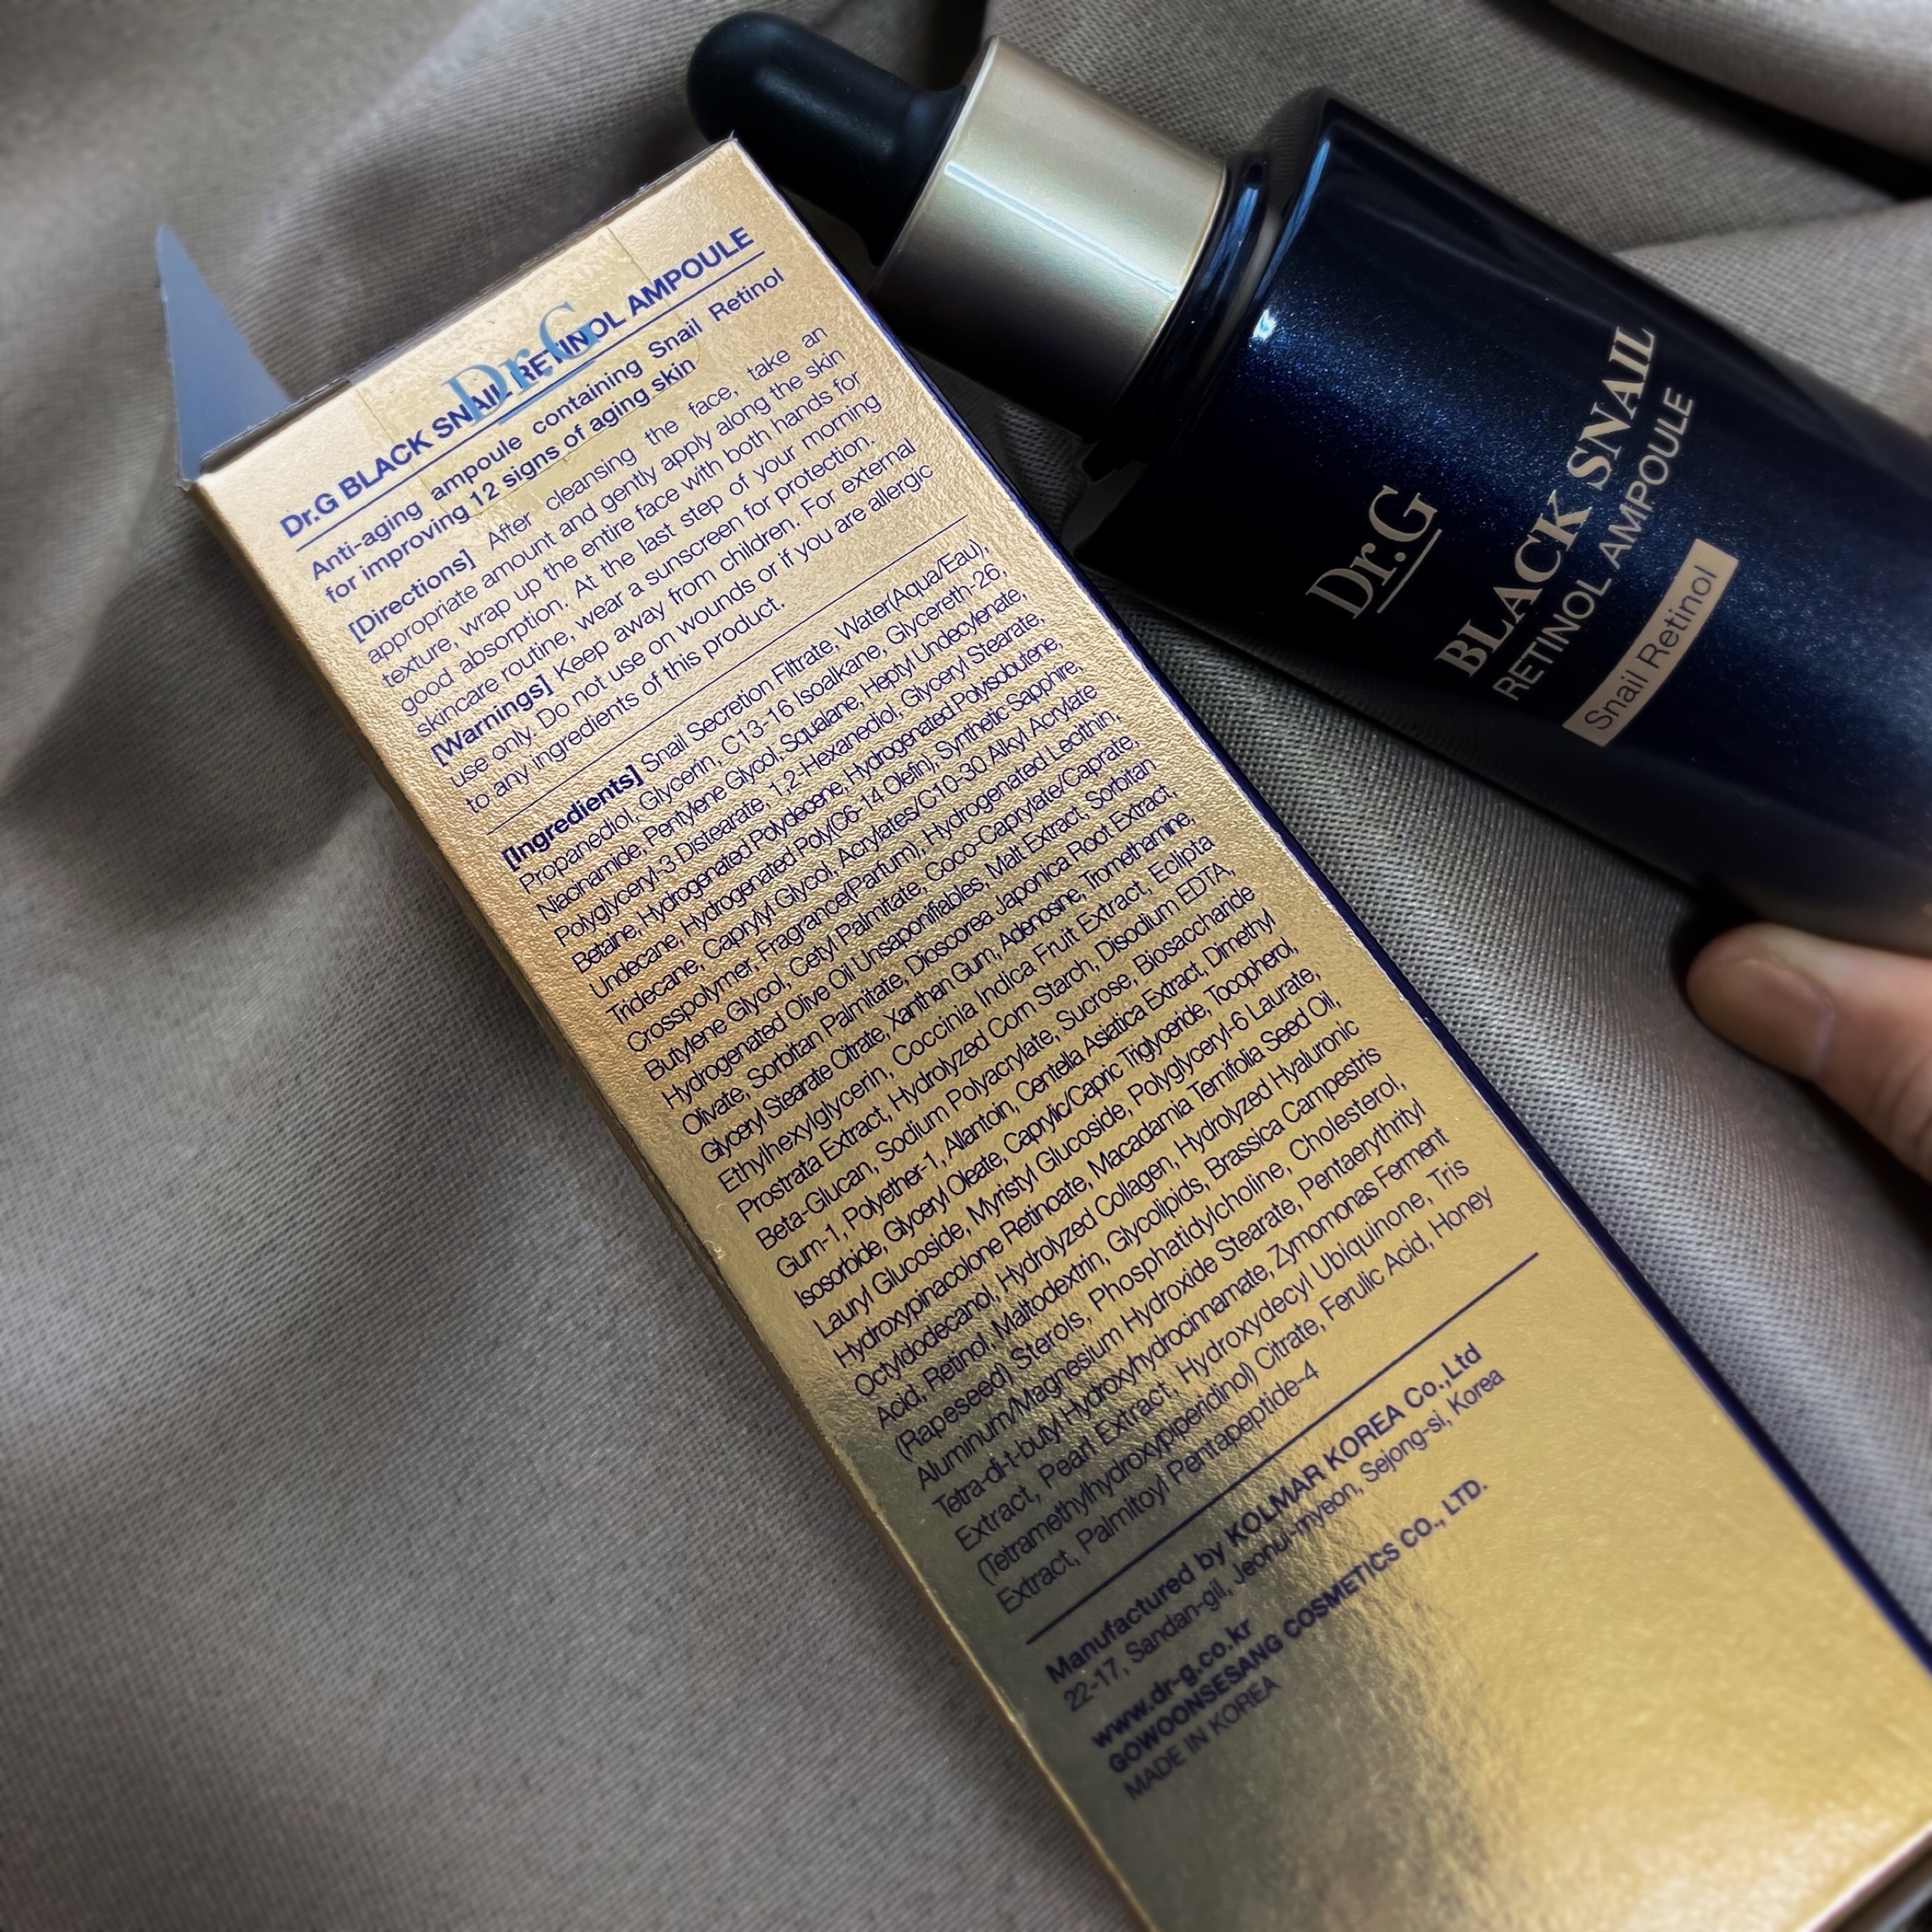 Dr.G
Dr.G BLACK SNAIL RETINOL AMPOULE
Anti-aging ampoule containing Snail Retinol
for improving 12 signs of aging skin
[Directions] After cleansing the face, take an
appropriate amount and gently apply along the skin
texture, wrap up the entire face with both hands for
good absorption. At the last step of your morning
skincare routine, wear a sunscreen for protection.
[Warnings] Keep away from children. For external
use only. Do not use on wounds or if you are allergic
to any ingredients of this product.
[Ingredients] Snail Secretion Filtrate, Water(Aqua/Eau),
Propanediol, Glycerin, C13-16 Isoalkane, Glycereth-26,
Niacinamide, Pentylene Glycol, Squalane, Heptyl Undecylenate,
Polyglyceryl-3 Distearate, 1,2-Hexanediol, Glyceryl Stearate,
Betaine, Hydrogenated Polydecene, Hydrogenated Polyisobutene,
Undecane, Hydrogenated Poly(C6-14 Olefin), Synthetic Sapphire,
Tridecane, Caprylyl Glycol, Acrylates/C10-30 Alkyl Acrylate
Crosspolymer, Fragrance(Parfum), Hydrogenated Lecithin,
Butylene Glycol, Cetyl Palmitate, Coco-Caprylate/Caprate,
Hydrogenated Olive Oil Unsaponifiables, Malt Extract, Sorbitan
Olivate, Sorbitan Palmitate, Dioscorea Japonica Root Extract,
Glyceryl Stearate Citrate, Xanthan Gum, Adenosine, Tromethamine,
Ethylhexylglycerin, Coccinia Indica Fruit Extract, Eclipta
Prostrata Extract, Hydrolyzed Corn Starch, Disodium EDTA,
Beta-Glucan, Sodium Polyacrylate, Sucrose, Biosaccharide
Gum-1, Polyether-1, Allantoin, Centella Asiatica Extract, Dimethyl
Isosorbide, Glyceryl Oleate, Caprylic/Capric Triglyceride, Tocopherol,
Lauryl Glucoside, Myristyl Glucoside, Polyglyceryl-6 Laurate,
Hydroxypinacolone Retinoate, Macadamia Ternifolia Seed Oil,
Octyldodecanol, Hydrolyzed Collagen, Hydrolyzed Hyaluronic
Acid, Retinol, Maltodextrin, Glycolipids, Brassica Campestris
(Rapeseed) Sterols, Phosphatidylcholine, Cholesterol,
Aluminum/Magnesium Hydroxide Stearate, Pentaerythrityl
Tetra-di-t-butyl Hydroxyhydrocinnamate, Zymomonas Ferment
Extract, Pearl Extract, Hydroxydecyl Ubiquinone, Tris
(Tetramethylhydroxypiperidinol) Citrate, Ferulic Acid, Honey
Extract, Palmitoyl Pentapeptide-4
Manufactured by KOLMAR KOREA Co.,Ltd
22-17, Sandan-gil, Jeonui-myeon, Sejong-si, Korea
www.dr-g.co.kr
GOWOONSESANG COSMETICS CO., LTD.
MADE IN KOREA
Dr.G
BLACK SNAIL
RETINOL AMPOULE
Snail Retinol